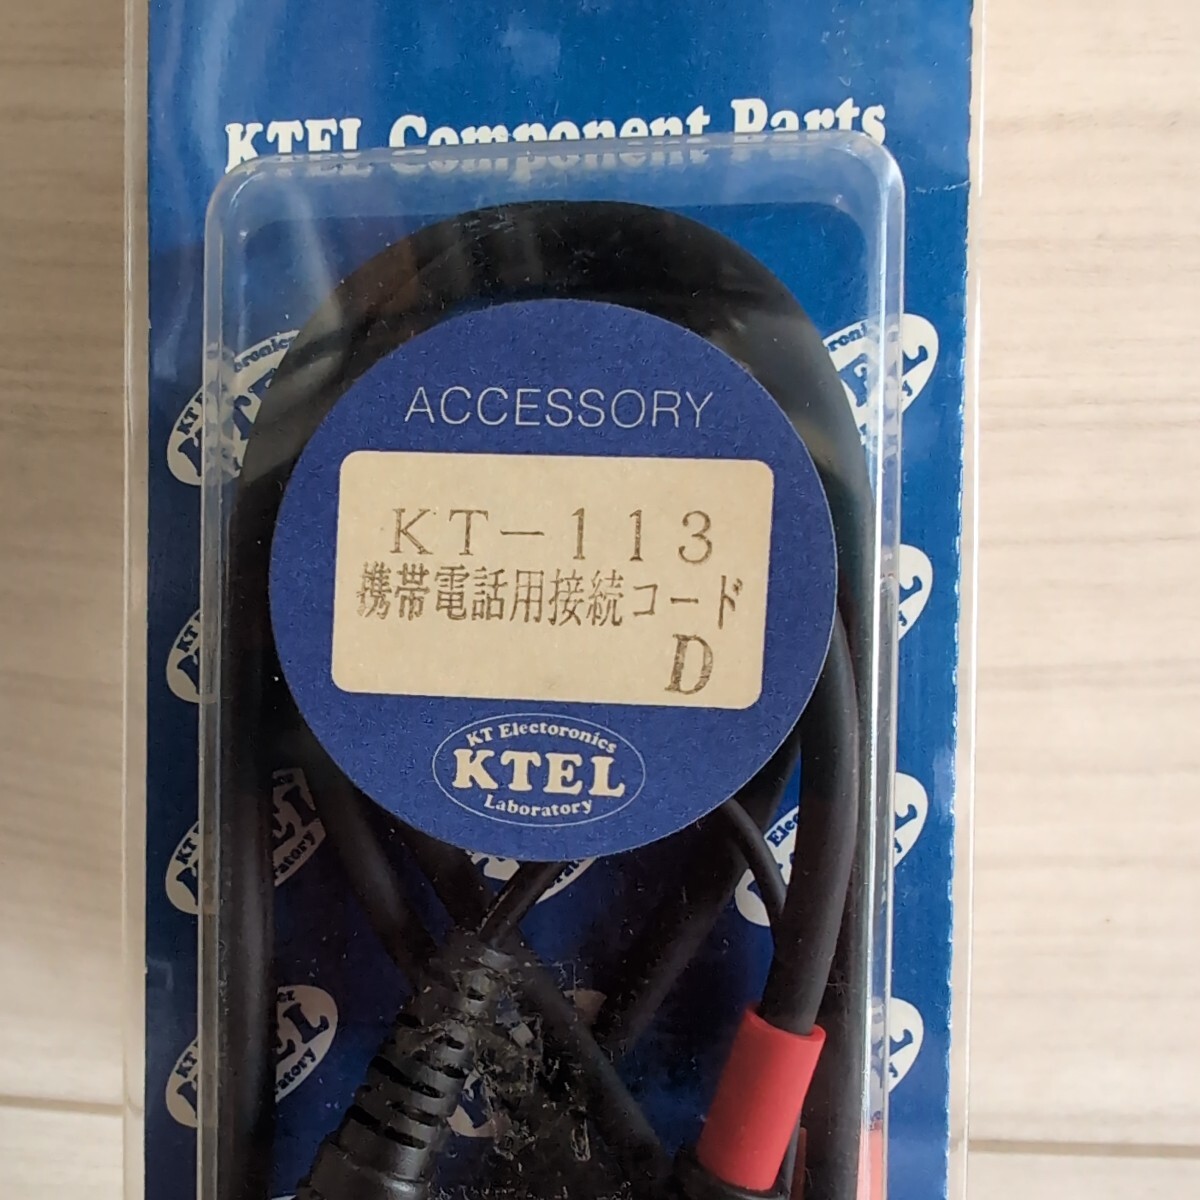 KTEL Component Parts
ACCESSORY
KT-113
携帯電話用接続コード
D
KT Electoronics
KTEL
Laboratory